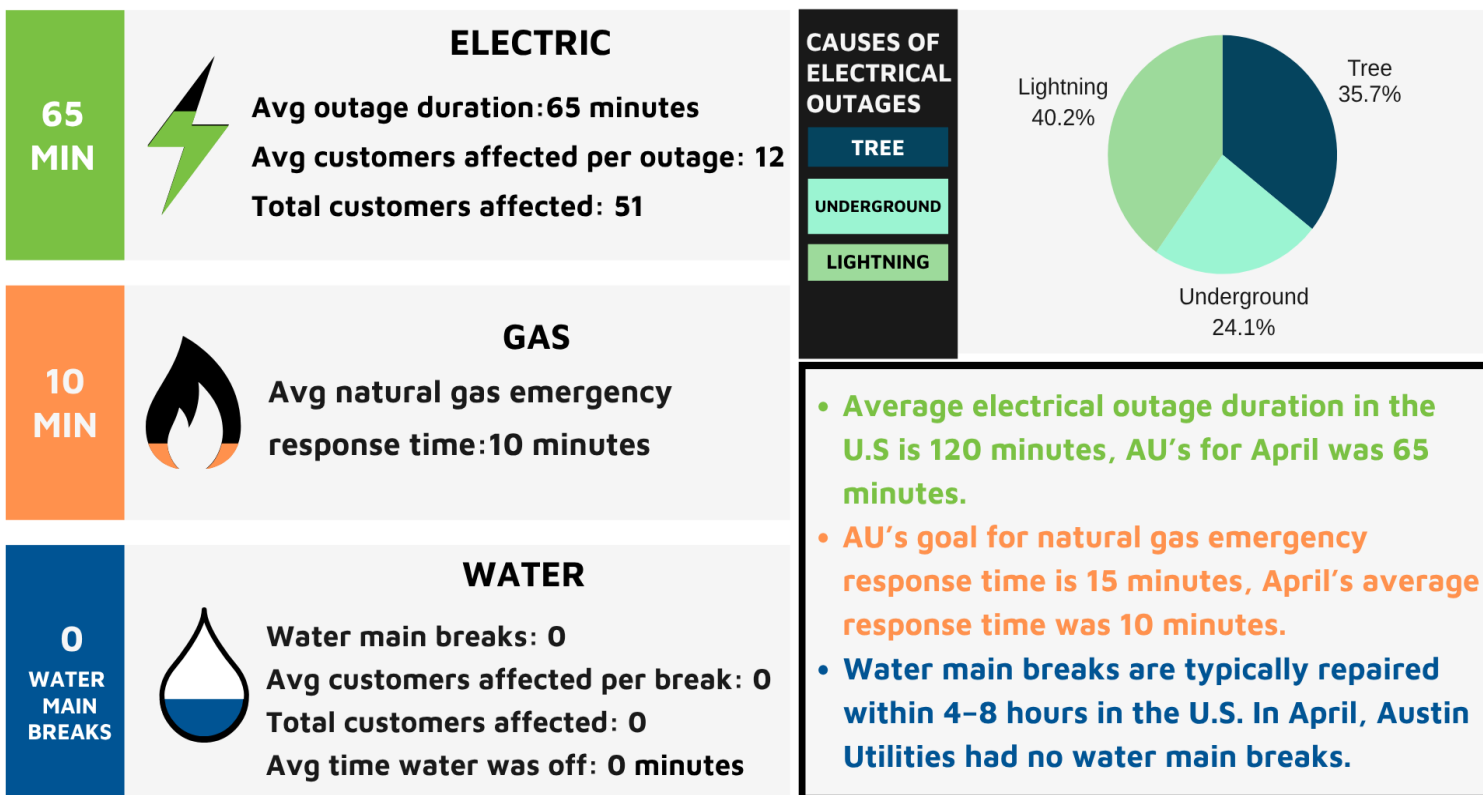 65
MIN
ELECTRIC
Avg outage duration:65 minutes
Avg customers affected per outage: 12
Total customers affected: 51
10
MIN
GAS
Avg natural gas emergency
response time:10 minutes
0
WATER
MAIN
BREAKS
WATER
Water main breaks: 0
Avg customers affected per break: 0
Total customers affected: 0
Avg time water was off: 0 minutes
CAUSES OF
ELECTRICAL
OUTAGES
TREE
UNDERGROUND
LIGHTNING
Lightning
40.2%
Tree
35.7%
Underground
24.1%
• Average electrical outage duration in the
U.S is 120 minutes, AU’s for April was 65
minutes.
• AU’s goal for natural gas emergency
response time is 15 minutes, April’s average
response time was 10 minutes.
• Water main breaks are typically repaired
within 4–8 hours in the U.S. In April, Austin
Utilities had no water main breaks.